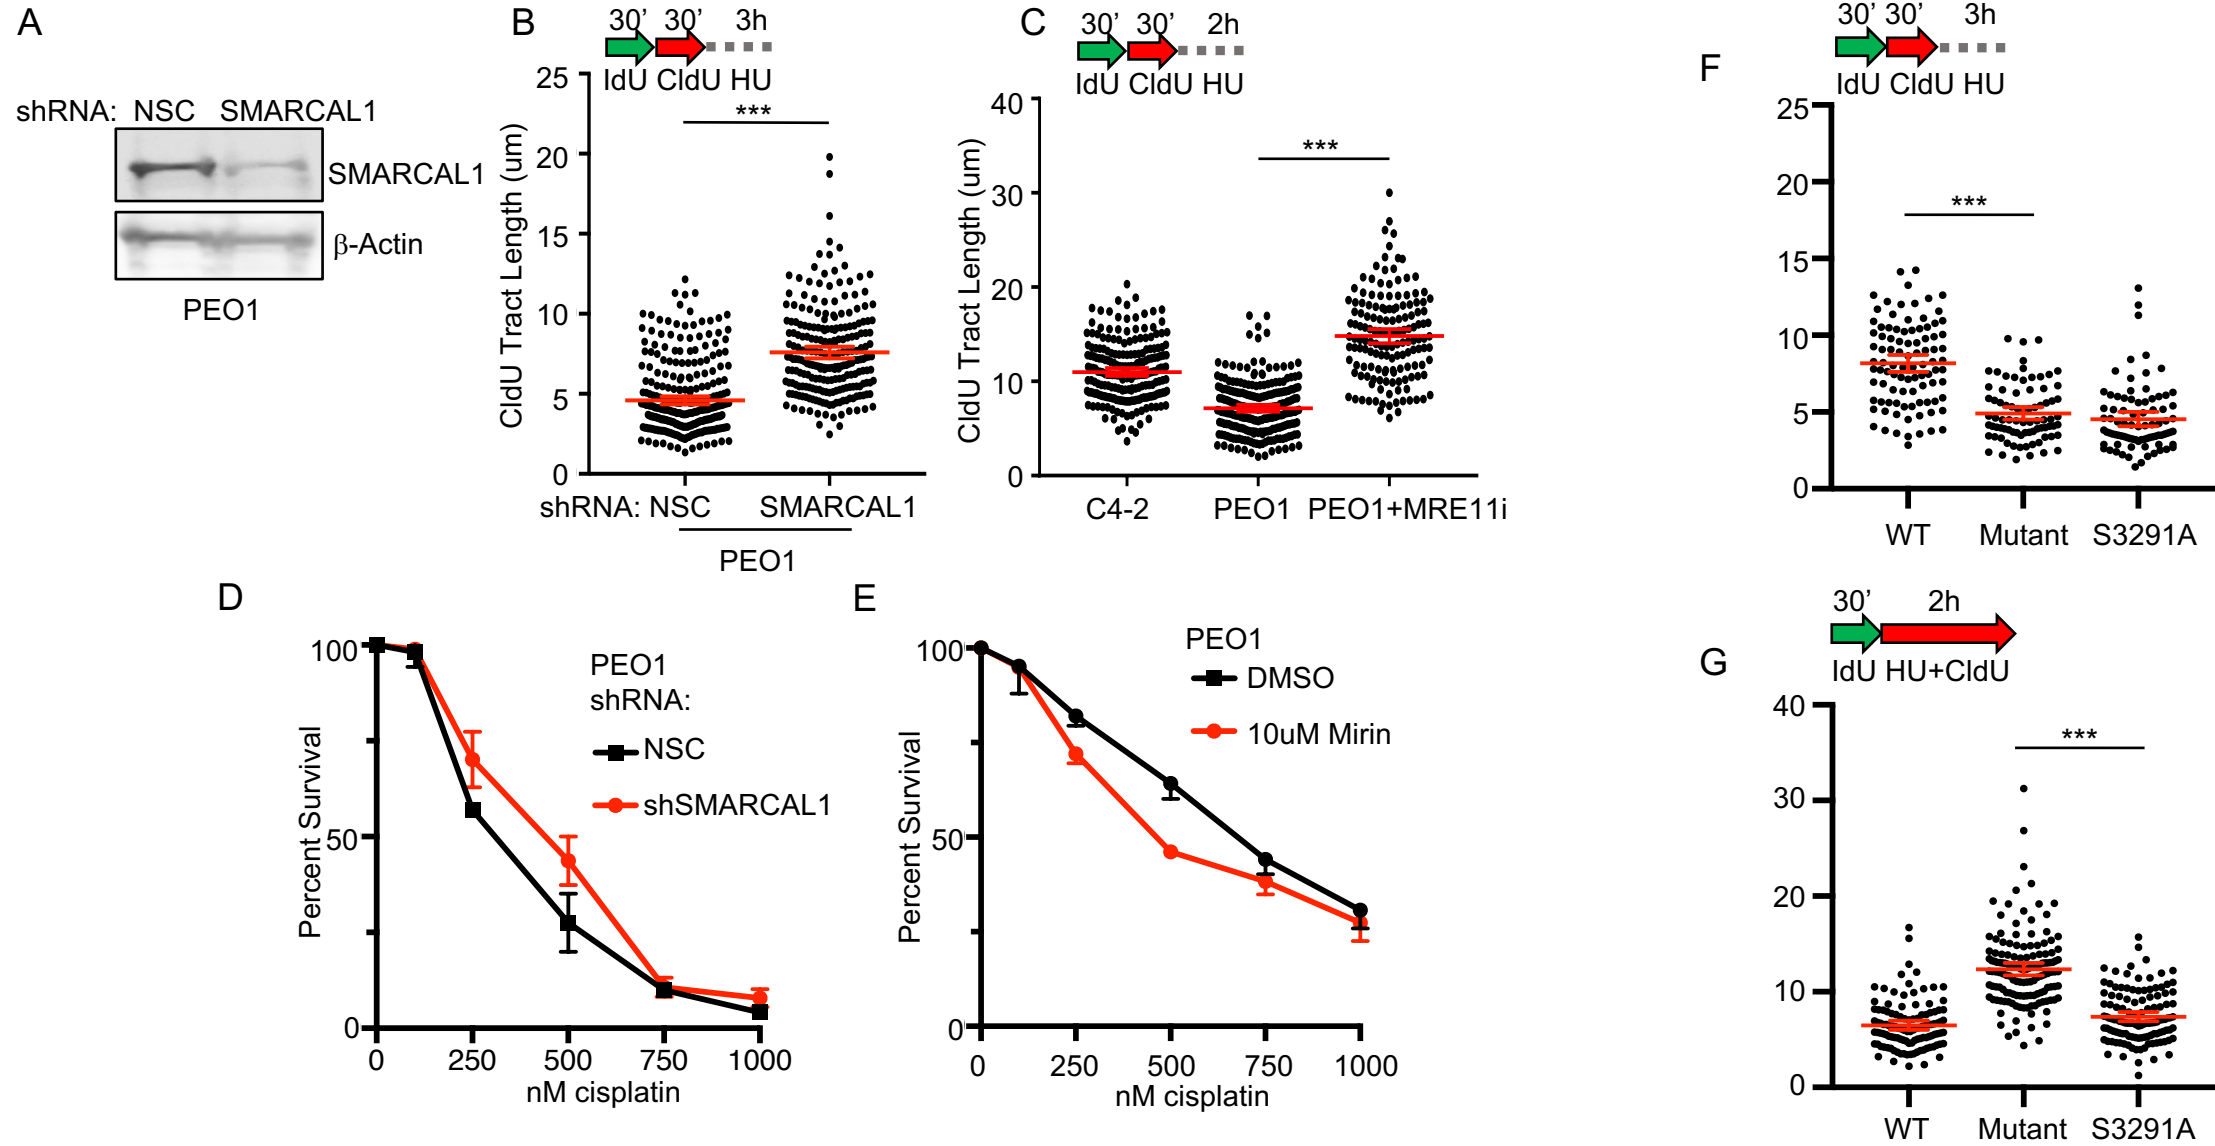 A
shRNA: NSC SMARCAL1
SMARCAL1
β-Actin
PEO1
B
30’ 30’ 3h
IdU CldU HU
CldU Tract Length (um)
25
20
15
10
5
0
***
shRNA: NSC SMARCAL1
PEO1
C
30’ 30’ 2h
IdU CldU HU
CldU Tract Length (um)
40
30
20
10
0
***
C4-2 PEO1 PEO1+MRE11i
D
Percent Survival
100
50
0
PEO1
shRNA:
NSC
shSMARCAL1
0 250 500 750 1000
nM cisplatin
E
Percent Survival
100
50
0
PEO1
DMSO
10uM Mirin
0 250 500 750 1000
nM cisplatin
F
30’ 30’ 3h
IdU CldU HU
25
20
15
10
5
0
***
WT Mutant S3291A
G
30’ 2h
IdU HU+CldU
40
30
20
10
0
***
WT Mutant S3291A